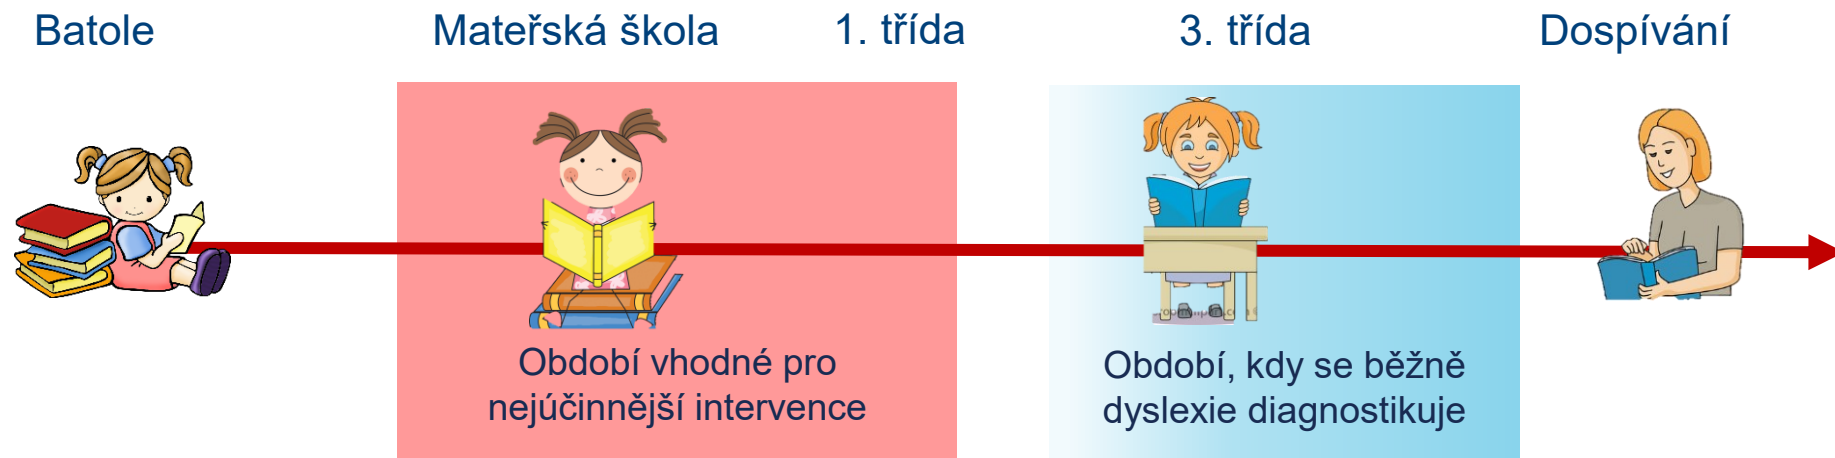 Batole
Mateřská škola
1. třída
3. třída
Dospívání
Období vhodné pro
nejúčinnější intervence
Období, kdy se běžně
dyslexie diagnostikuje